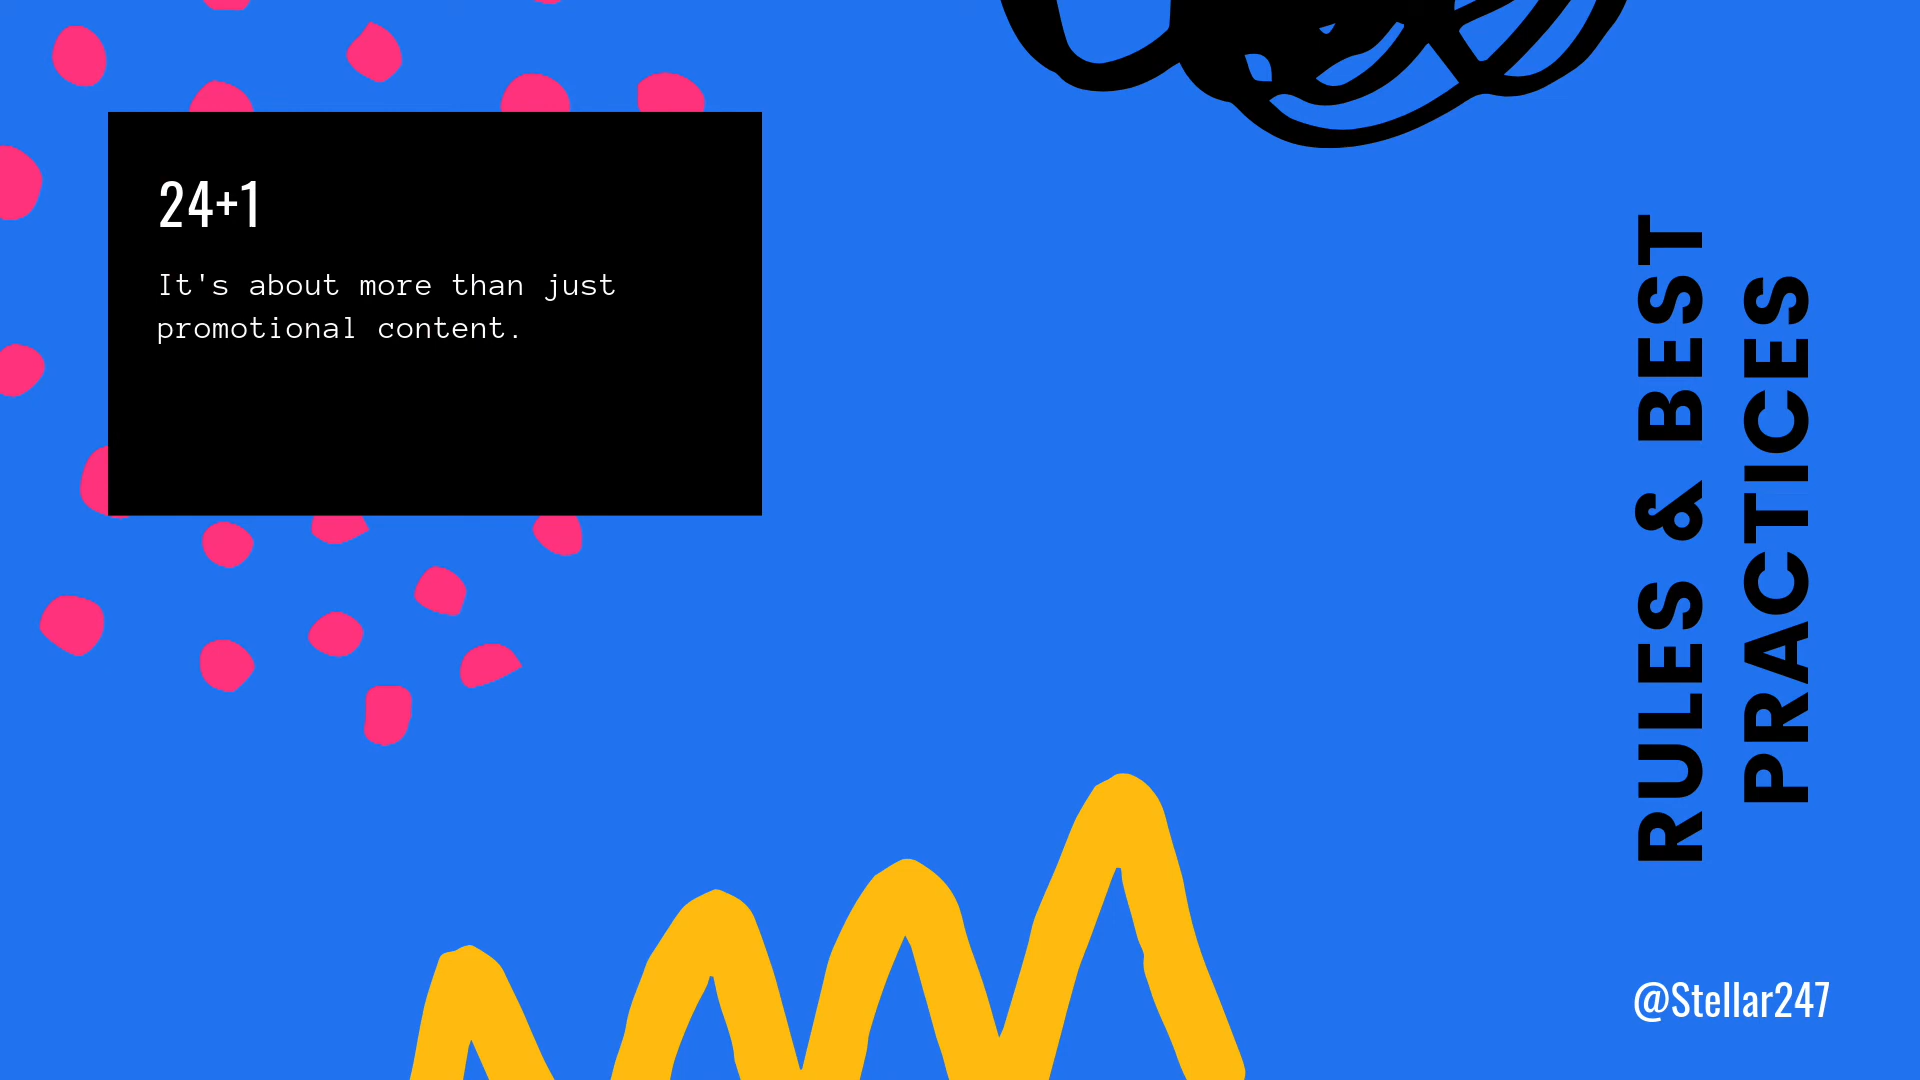 24+1
It's about more than just
promotional content.
RULES & BEST
PRACTICES
@Stellar247